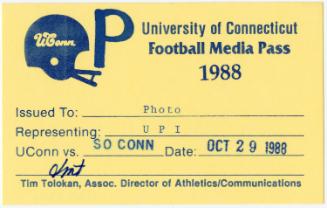 UConn P
University of Connecticut
Football Media Pass
1988
Issued To: Photo
Representing: UPI
UConn vs. SO CONN Date: OCT 29 1988
Tim Tolokan, Assoc. Director of Athletics/Communications